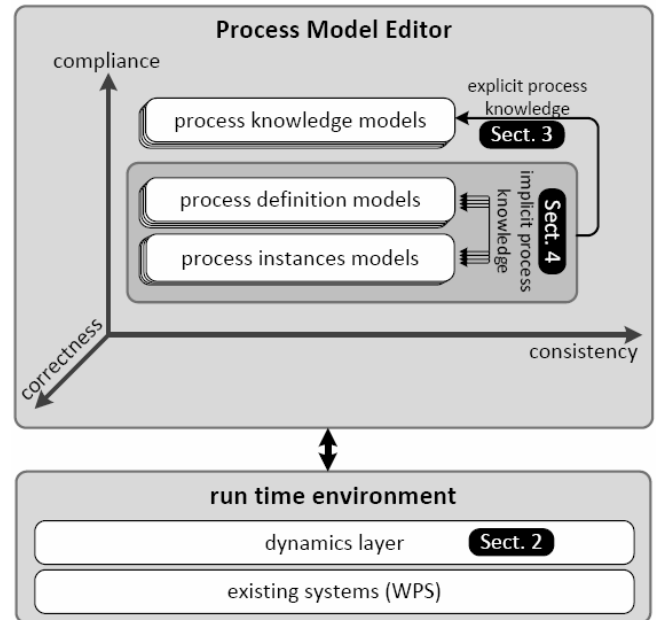 Process Model Editor
compliance
explicit process
knowledge
Sect. 3
process knowledge models
process definition models
process instances models
implicit process
knowledge
Sect. 4
correctness
consistency
run time environment
dynamics layer
Sect. 2
existing systems (WPS)